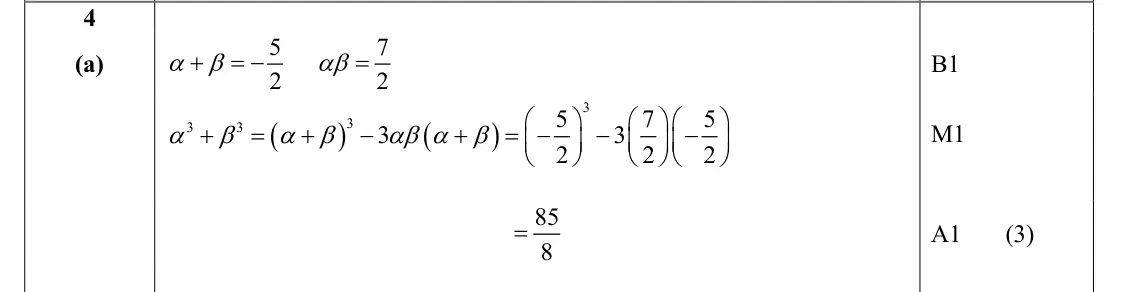 4
(a) α + β = −5/2 αβ = 7/2 B1
α³ + β³ = (α + β)³ − 3αβ(α + β) = (−5/2)³ − 3(7/2)(−5/2) M1
= 85/8 A1 (3)